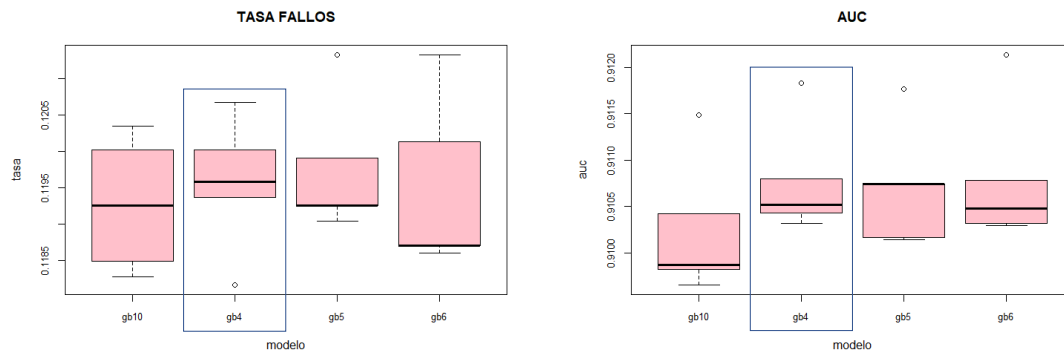 TASA FALLOS
tasa
0.1205
0.1195
0.1185
gb10 gb4 gb5 gb6
modelo
AUC
auc
0.9120
0.9115
0.9110
0.9105
0.9100
gb10 gb4 gb5 gb6
modelo